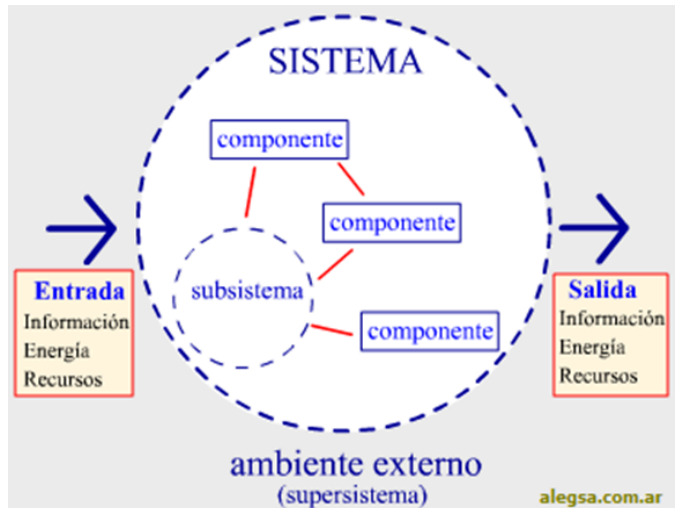 SISTEMA
componente
componente
subsistema
componente
Entrada
Información
Energía
Recursos
Salida
Información
Energía
Recursos
ambiente externo
(supersistema)
alegsa.com.ar